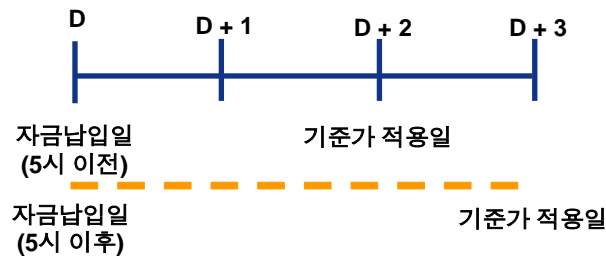 D
D + 1
D + 2
D + 3
자금납입일
(5시 이전)
기준가 적용일
자금납입일
(5시 이후)
기준가 적용일